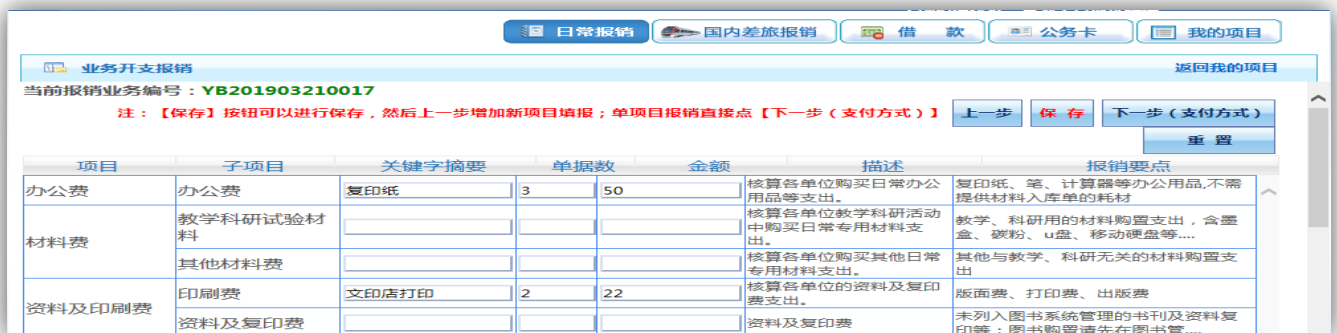 日常报销 国内差旅报销 借 款 公务卡 我的项目
业务开支报销 返回我的项目
当前报销业务编号：YB201903210017
注：【保存】按钮可以进行保存，然后上一步增加新项目填报；单项目报销直接点【下一步（支付方式）】 上一步 保 存 下一步（支付方式）
重 置
项目 子项目 关键字摘要 单据数 金额 描述 报销要点
办公费 办公费 复印纸 3 50 核算各单位购买日常办公 复印纸、笔、计算器等办公用品,不需
用品等支出。 提供材料入库单的耗材
材料费 教学科研试验材 核算各单位教学科研活动 教学、科研用的材料购置支出，含墨
料 中购买日常专用材料支 盒、碳粉、u盘、移动硬盘等....
出。
其他材料费 核算各单位购买其他日常 其他与教学、科研无关的材料购置支
专用材料支出。 出
资料及印刷费 印刷费 文印店打印 2 22 核算各单位的资料及复印 版面费、打印费、出版费
费支出。
资料及复印费 资料及复印费 未列入图书系统管理的书刊及资料复
印等；图书购置请先在图书管....